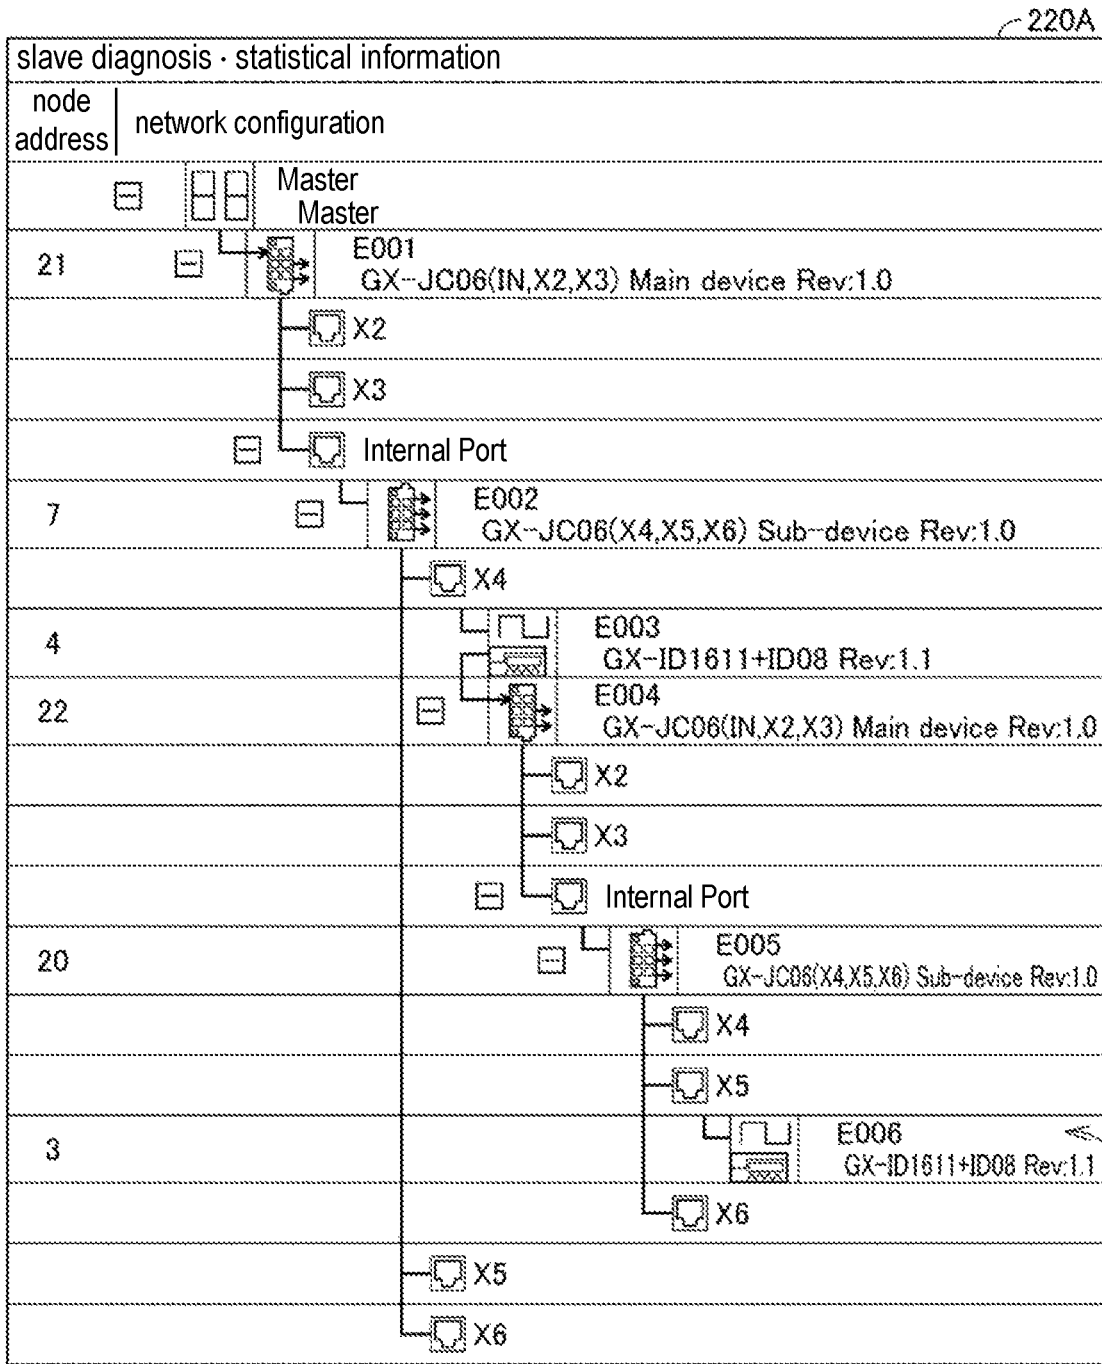 220A
slave diagnosis · statistical information
node
address
network configuration
Master
Master
21
E001
GX-JC06(IN,X2,X3) Main device Rev:1.0
X2
X3
Internal Port
7
E002
GX-JC06(X4,X5,X6) Sub-device Rev:1.0
X4
4
E003
GX-ID1611+ID08 Rev:1.1
22
E004
GX-JC06(IN,X2,X3) Main device Rev:1.0
X2
X3
Internal Port
20
E005
GX-JC06(X4,X5,X6) Sub-device Rev:1.0
X4
X5
3
E006
GX-ID1611+ID08 Rev:1.1
X6
X5
X6